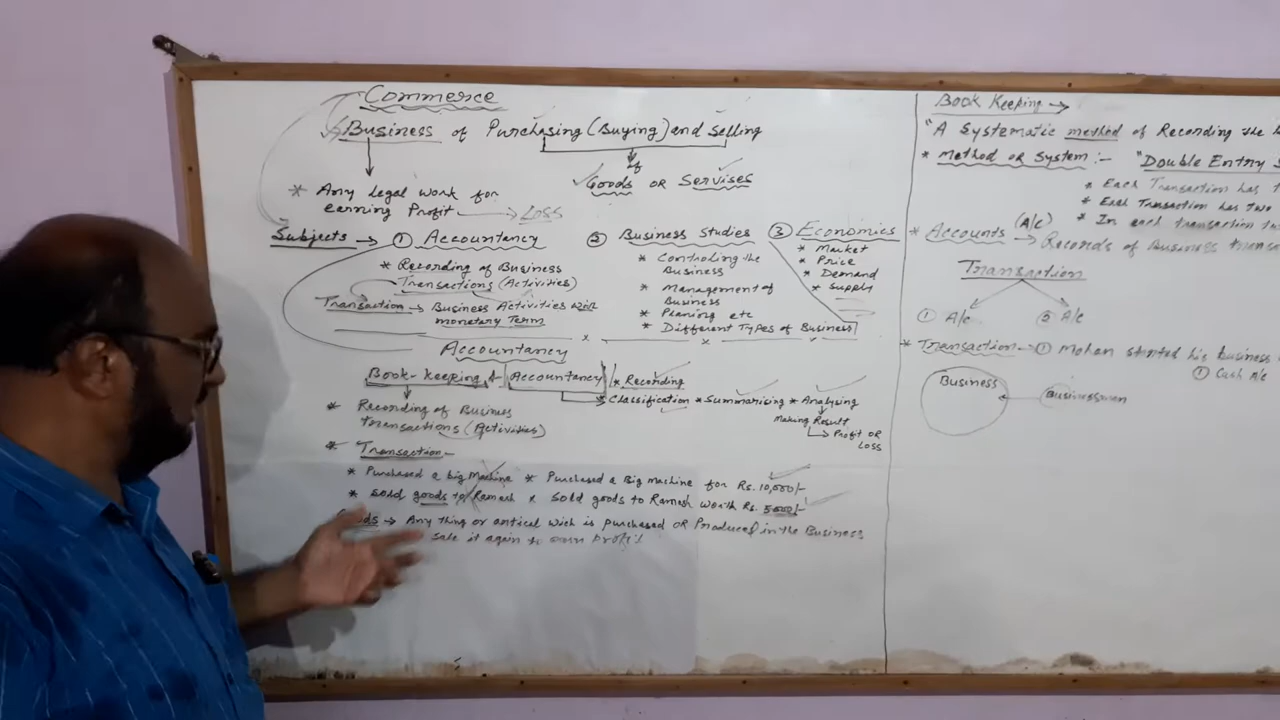 Commerce
Business of Purchasing (Buying) and Selling
of
Goods or Servises
* Any legal work for
earning Profit → Loss
Subjects → ① Accountancy
* Recording of Business
Transactions (Activities)
Transaction → Business Activities with
monetary Term
② Business Studies
* Controling the
Business
* Management of
Business
* Planing etc
* Different Types of Business
③ Economics
* Market
* Price
* Demand
* Supply
Accountancy
Book-keeping & Accountancy * Recording
* Classification * Summarising * Analysing
Making Result
→ Profit or
Loss
* Recording of Business
transactions (Activities)
* Transaction -
* Purchased a big Machine * Purchased a Big machine for Rs. 10,000/-
* Sold goods to Ramesh * Sold goods to Ramesh worth Rs. 5000/-
→ Any thing or artical wich is purchased or Produced in the Business
sale it again to earn profit
Book Keeping →
"A Systematic method of Recording the
* Method or System :- "Double Entry
* Each Transaction has
* Each Transaction has Two
* In each transaction
* Accounts (A/c) → Records of Business
Transaction
① A/c ② A/c
* Transaction → ① Mohan started his business
① Cash A/c
Business Businessmen